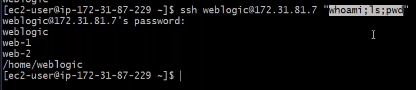 weblogic
[ec2-user@ip-172-31-87-229 ~]$ ssh weblogic@172.31.81.7 "whoami;ls;pwd"
weblogic@172.31.81.7's password:
weblogic
web-1
web-2
/home/weblogic
[ec2-user@ip-172-31-87-229 ~]$